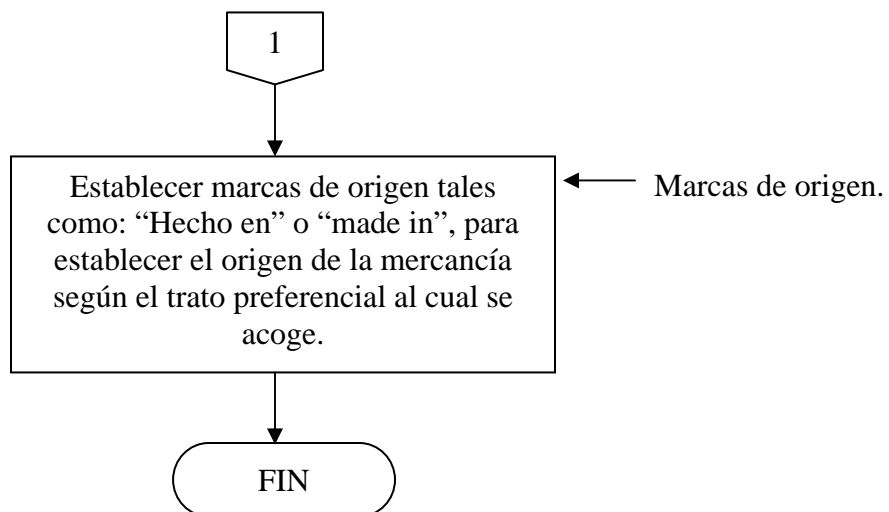 1
Establecer marcas de origen tales
como: “Hecho en” o “made in”, para
establecer el origen de la mercancía
según el trato preferencial al cual se
acoge.
Marcas de origen.
FIN